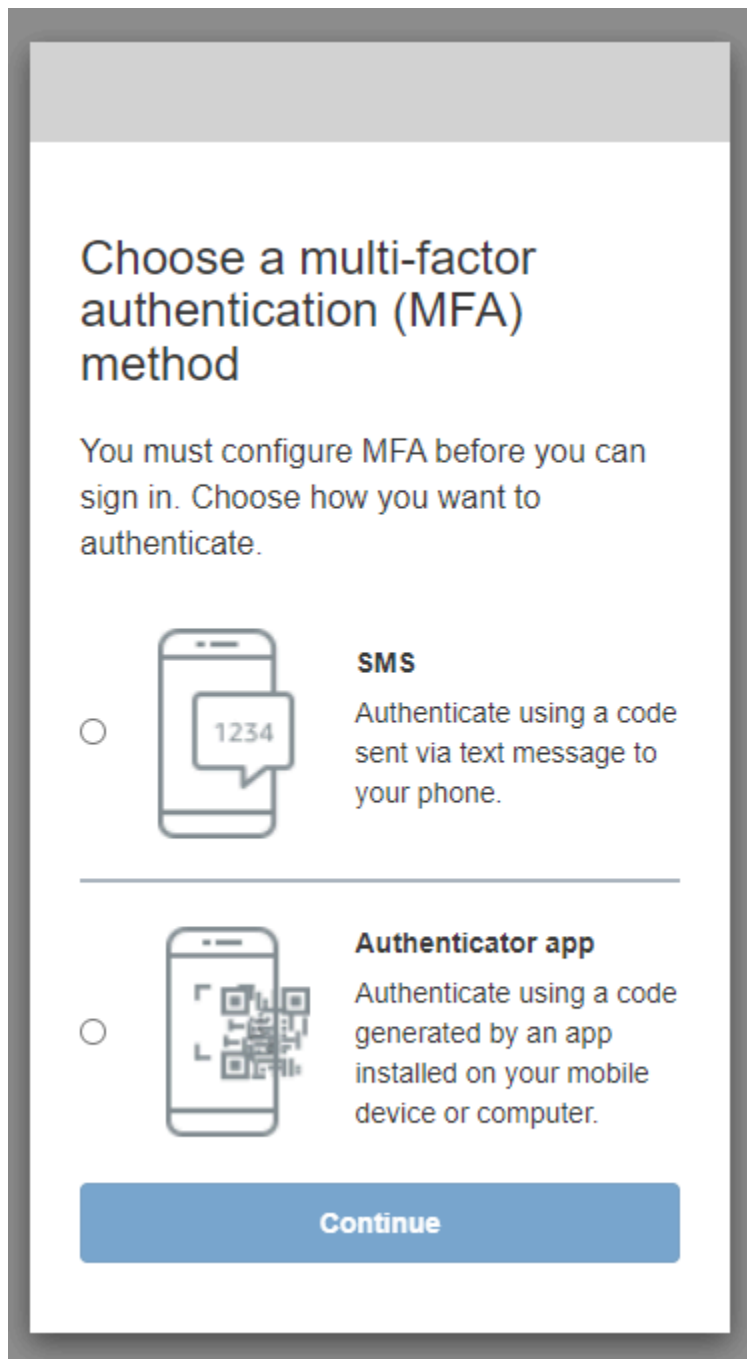 Choose a multi-factor
authentication (MFA)
method
You must configure MFA before you can
sign in. Choose how you want to
authenticate.
1234
SMS
Authenticate using a code
sent via text message to
your phone.
Authenticator app
Authenticate using a code
generated by an app
installed on your mobile
device or computer.
Continue